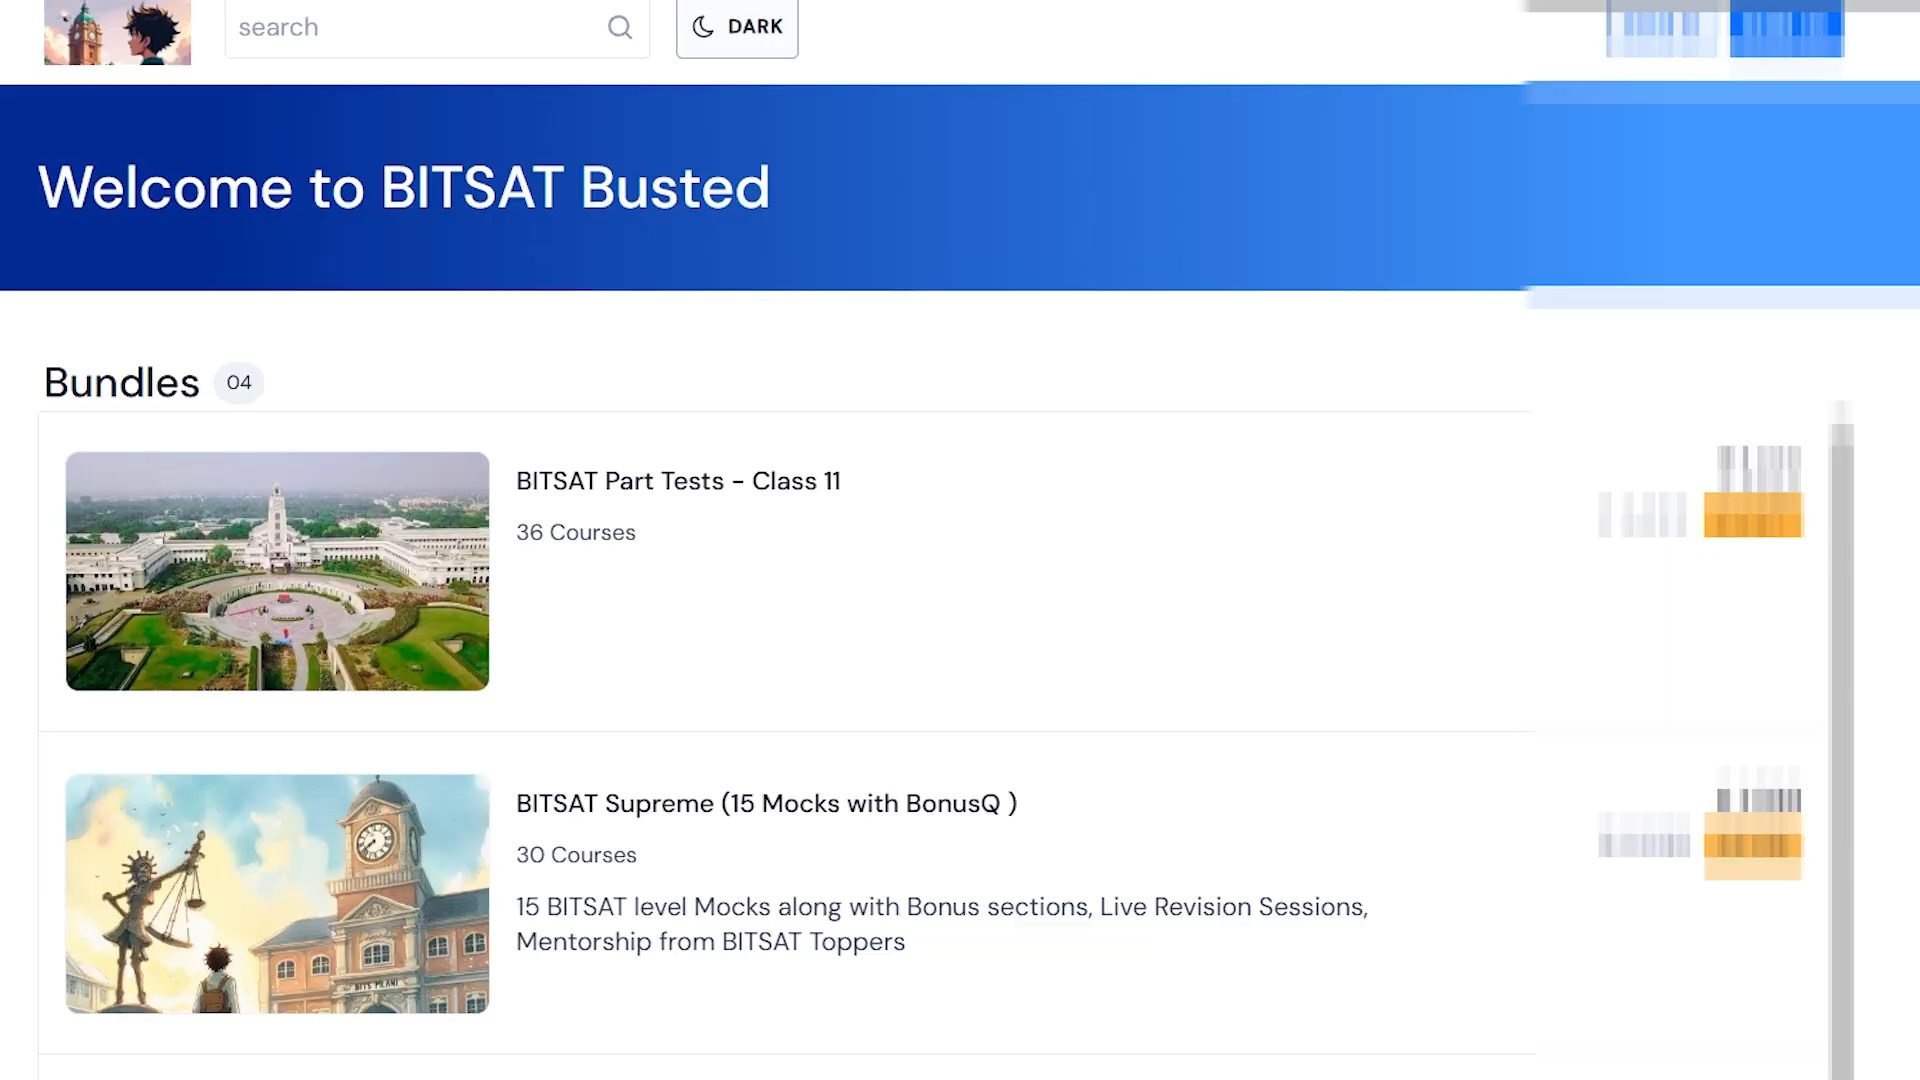 search
DARK
Welcome to BITSAT Busted
Bundles 04
BITSAT Part Tests - Class 11
36 Courses
BITSAT Supreme (15 Mocks with BonusQ )
30 Courses
15 BITSAT level Mocks along with Bonus sections, Live Revision Sessions,
Mentorship from BITSAT Toppers
BITS PILANI